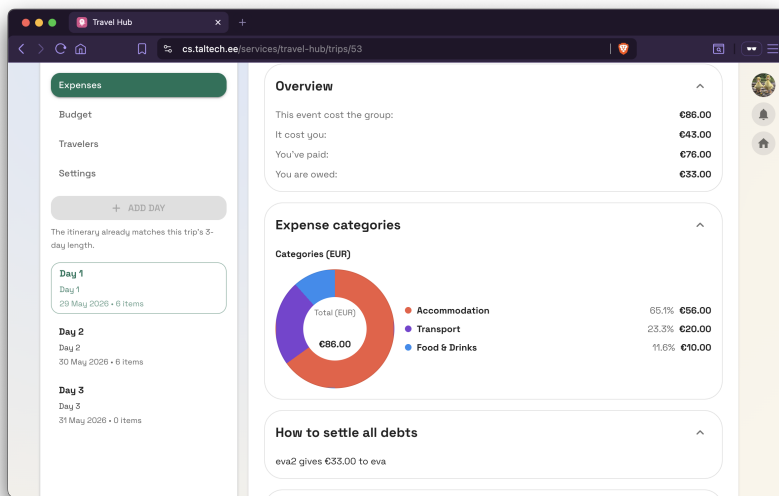 Travel Hub
cs.taltech.ee/services/travel-hub/trips/53
Expenses
Budget
Travelers
Settings
+ ADD DAY
The itinerary already matches this trip's 3-
day length.
Day 1
Day 1
29 May 2026 • 6 items
Day 2
Day 2
30 May 2026 • 6 items
Day 3
Day 3
31 May 2026 • 0 items
Overview
This event cost the group: €86.00
It cost you: €43.00
You've paid: €76.00
You are owed: €33.00
Expense categories
Categories (EUR)
Total (EUR)
€86.00
Accommodation 65.1% €56.00
Transport 23.3% €20.00
Food & Drinks 11.6% €10.00
How to settle all debts
eva2 gives €33.00 to eva